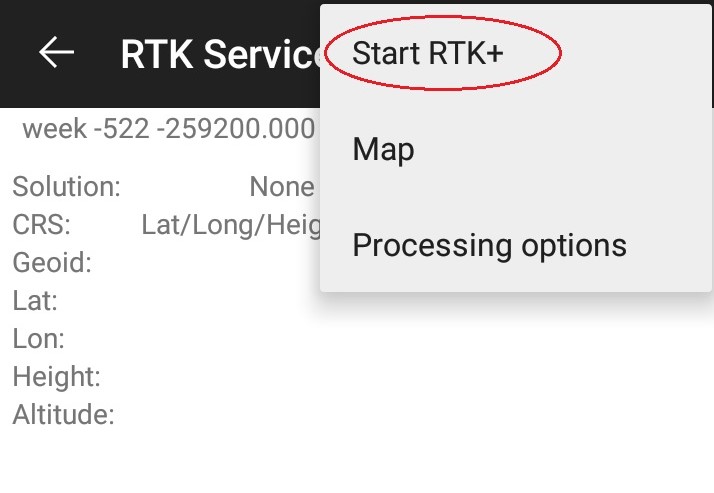 RTK Service
Start RTK+
Map
Processing options
week -522 -259200.000
Solution: None
CRS: Lat/Long/Heig
Geoid:
Lat:
Lon:
Height:
Altitude: